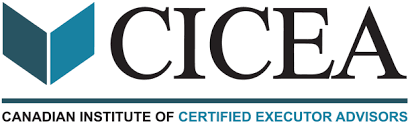 CICEA
CANADIAN INSTITUTE OF CERTIFIED EXECUTOR ADVISORS